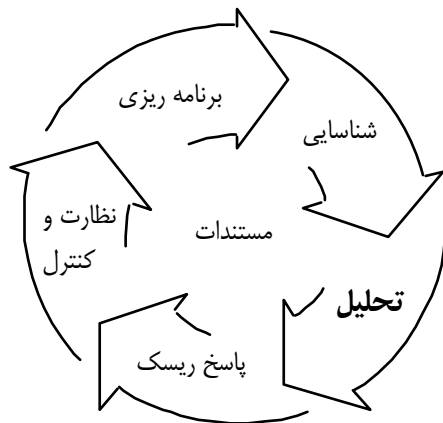 برنامه ریزی
شناسایی
تحلیل
پاسخ ریسک
نظارت و
کنترل
مستندات